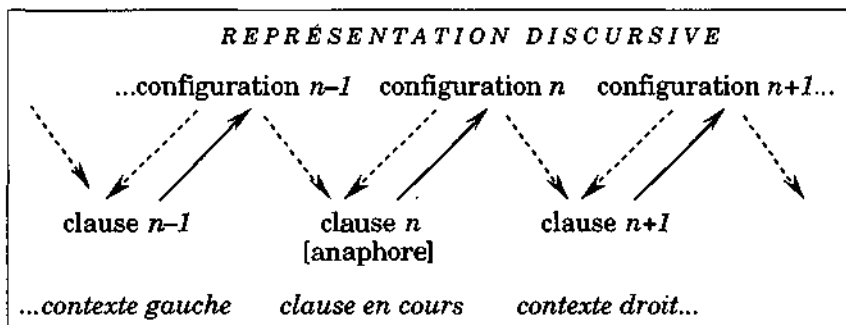 REPRÉSENTATION DISCURSIVE
...configuration n–1 configuration n configuration n+1...
clause n–1 clause n clause n+1
[anaphore]
...contexte gauche clause en cours contexte droit...